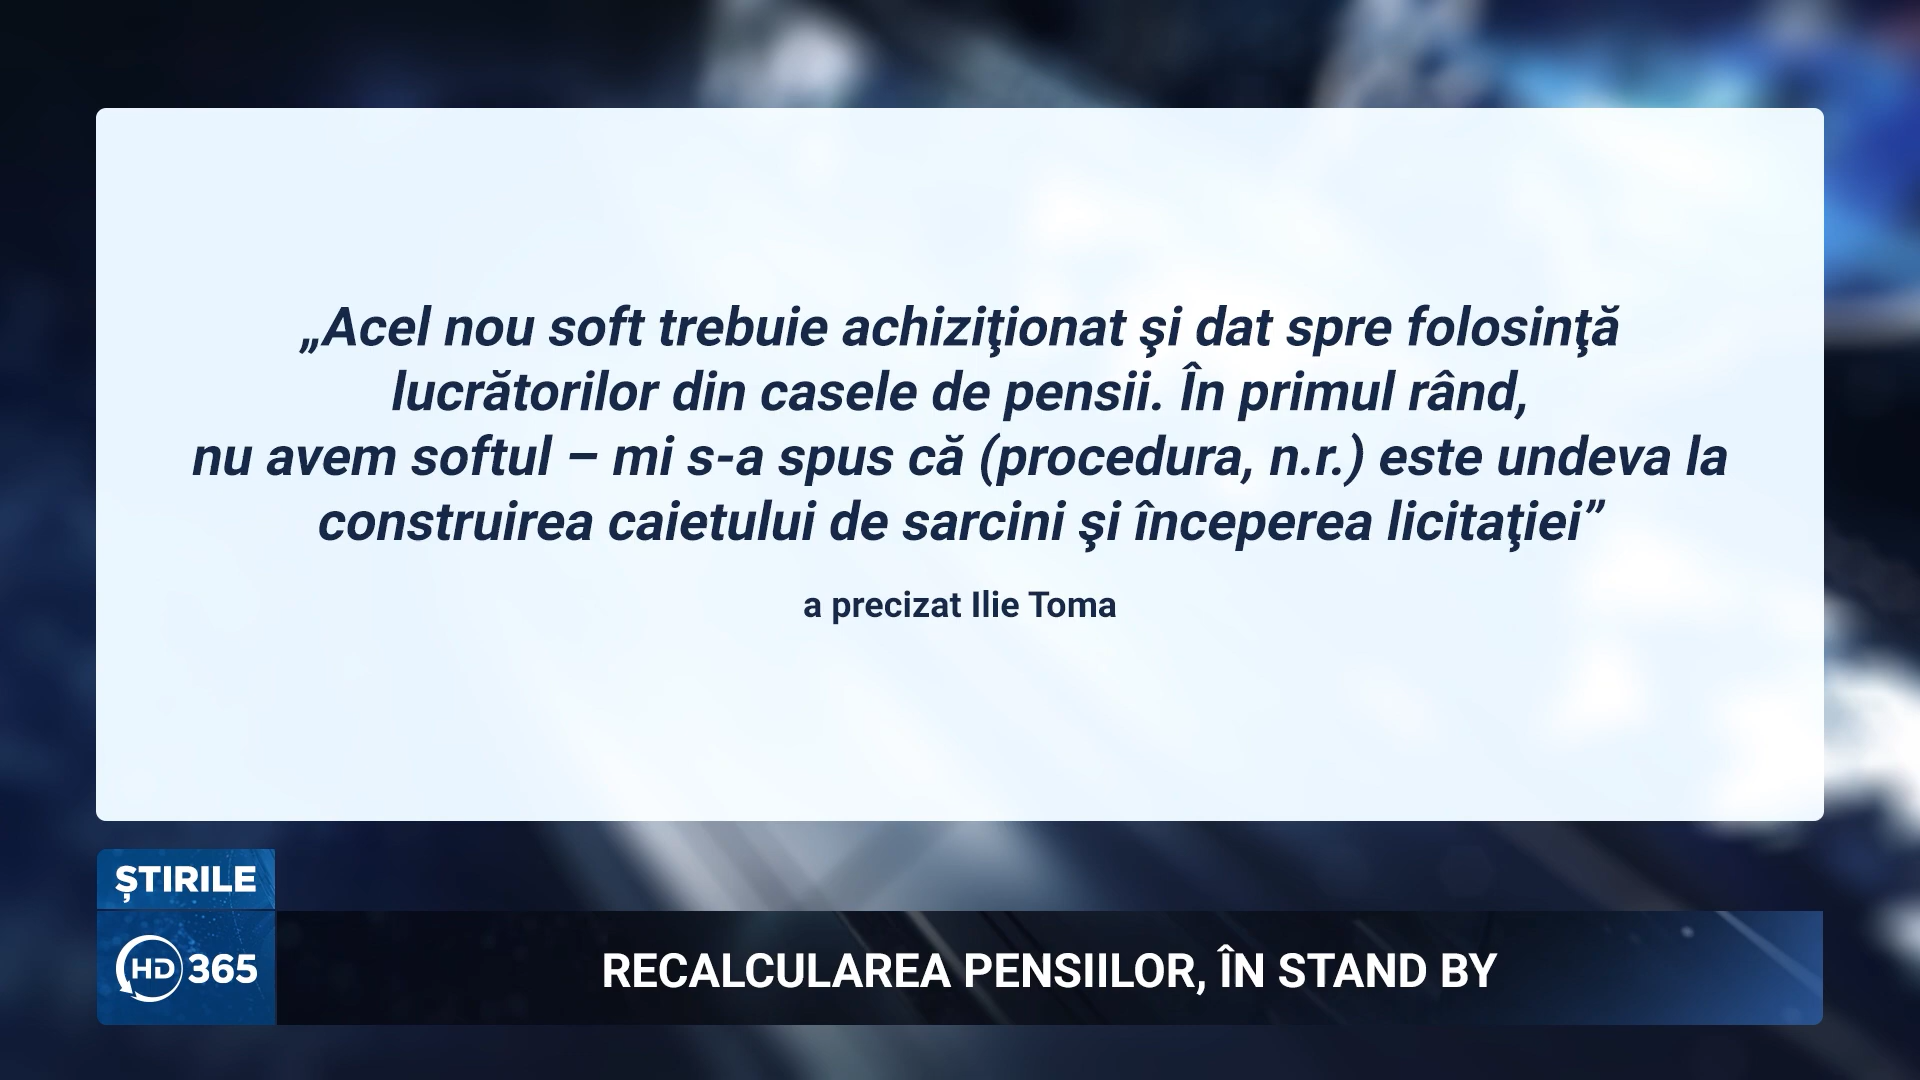 „Acel nou soft trebuie achiziţionat şi dat spre folosinţă
lucrătorilor din casele de pensii. În primul rând,
nu avem softul – mi s-a spus că (procedura, n.r.) este undeva la
construirea caietului de sarcini şi începerea licitaţiei”
a precizat Ilie Toma
ȘTIRILE
HD 365
RECALCULAREA PENSIILOR, ÎN STAND BY